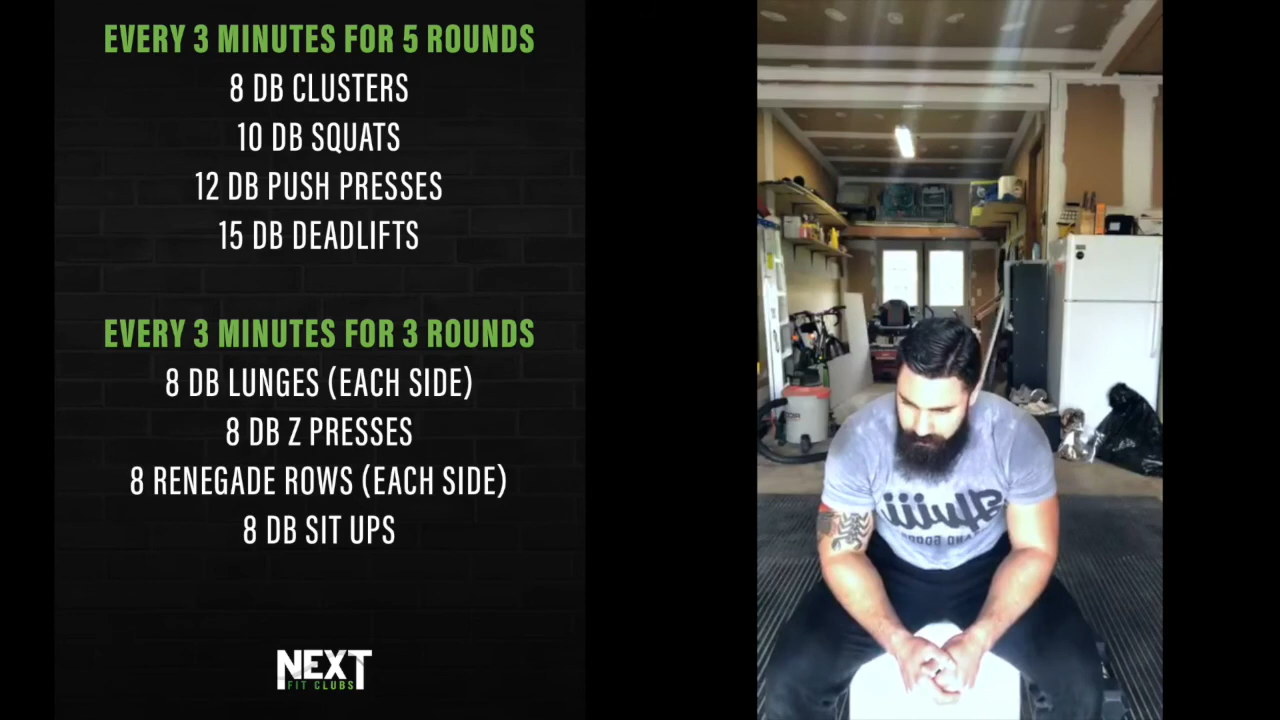 EVERY 3 MINUTES FOR 5 ROUNDS
8 DB CLUSTERS
10 DB SQUATS
12 DB PUSH PRESSES
15 DB DEADLIFTS
EVERY 3 MINUTES FOR 3 ROUNDS
8 DB LUNGES (EACH SIDE)
8 DB Z PRESSES
8 RENEGADE ROWS (EACH SIDE)
8 DB SIT UPS
NEXT
FIT CLUBS